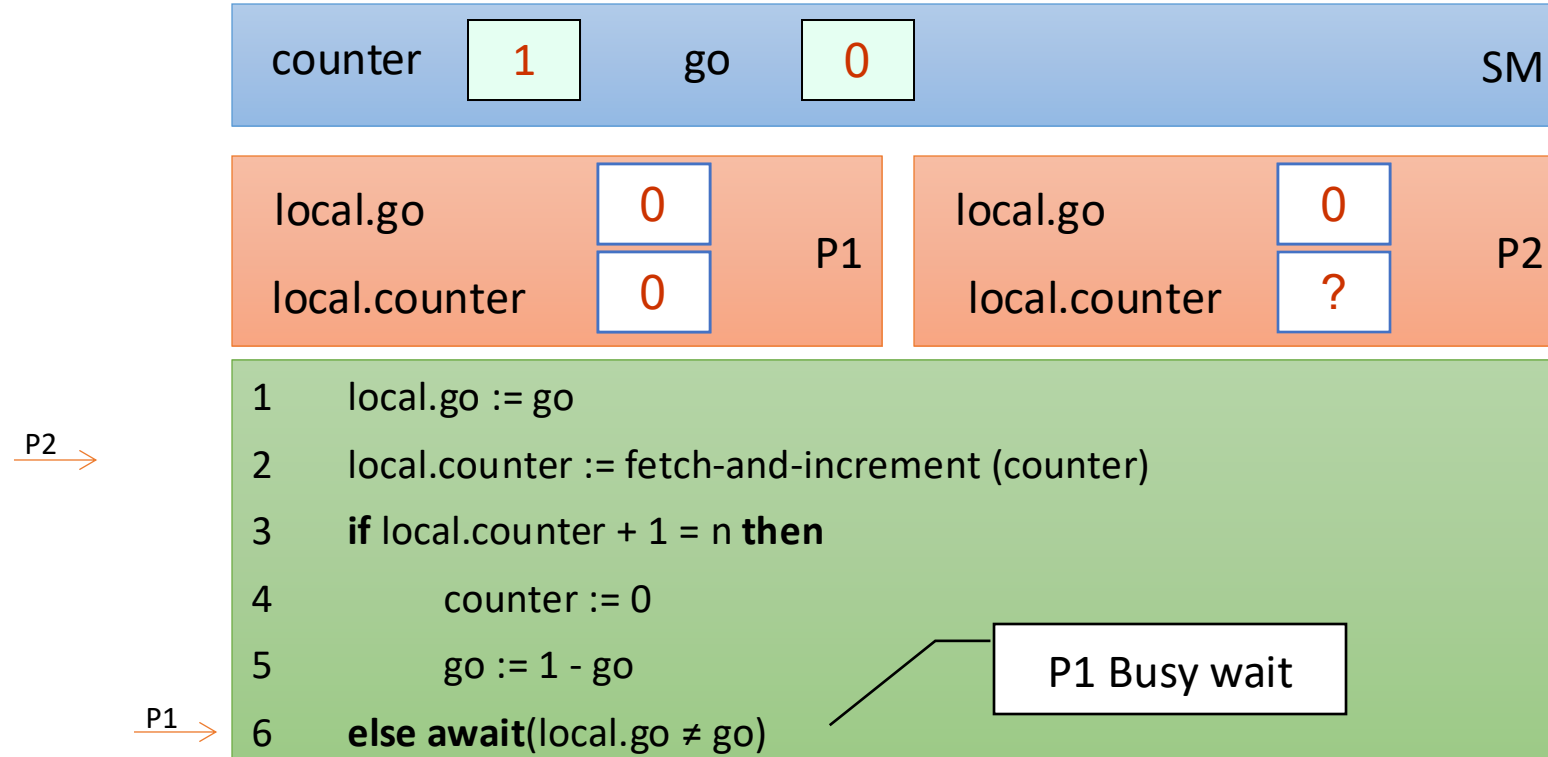 counter 1 go 0 SM
local.go 0 P1
local.counter 0
local.go 0 P2
local.counter ?
1 local.go := go
P2
2 local.counter := fetch-and-increment (counter)
3 if local.counter + 1 = n then
4 counter := 0
5 go := 1 - go
P1 Busy wait
P1
6 else await(local.go ≠ go)